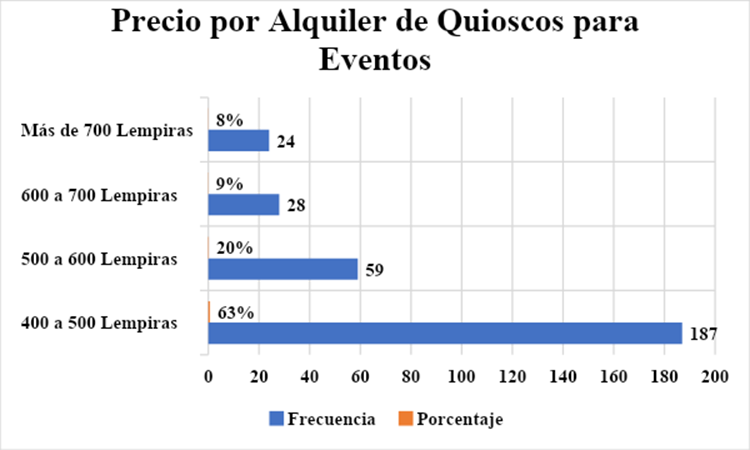 Precio por Alquiler de Quioscos para
Eventos
Más de 700 Lempiras
8%
24
600 a 700 Lempiras
9%
28
500 a 600 Lempiras
20%
59
400 a 500 Lempiras
63%
187
0 20 40 60 80 100 120 140 160 180 200
Frecuencia Porcentaje